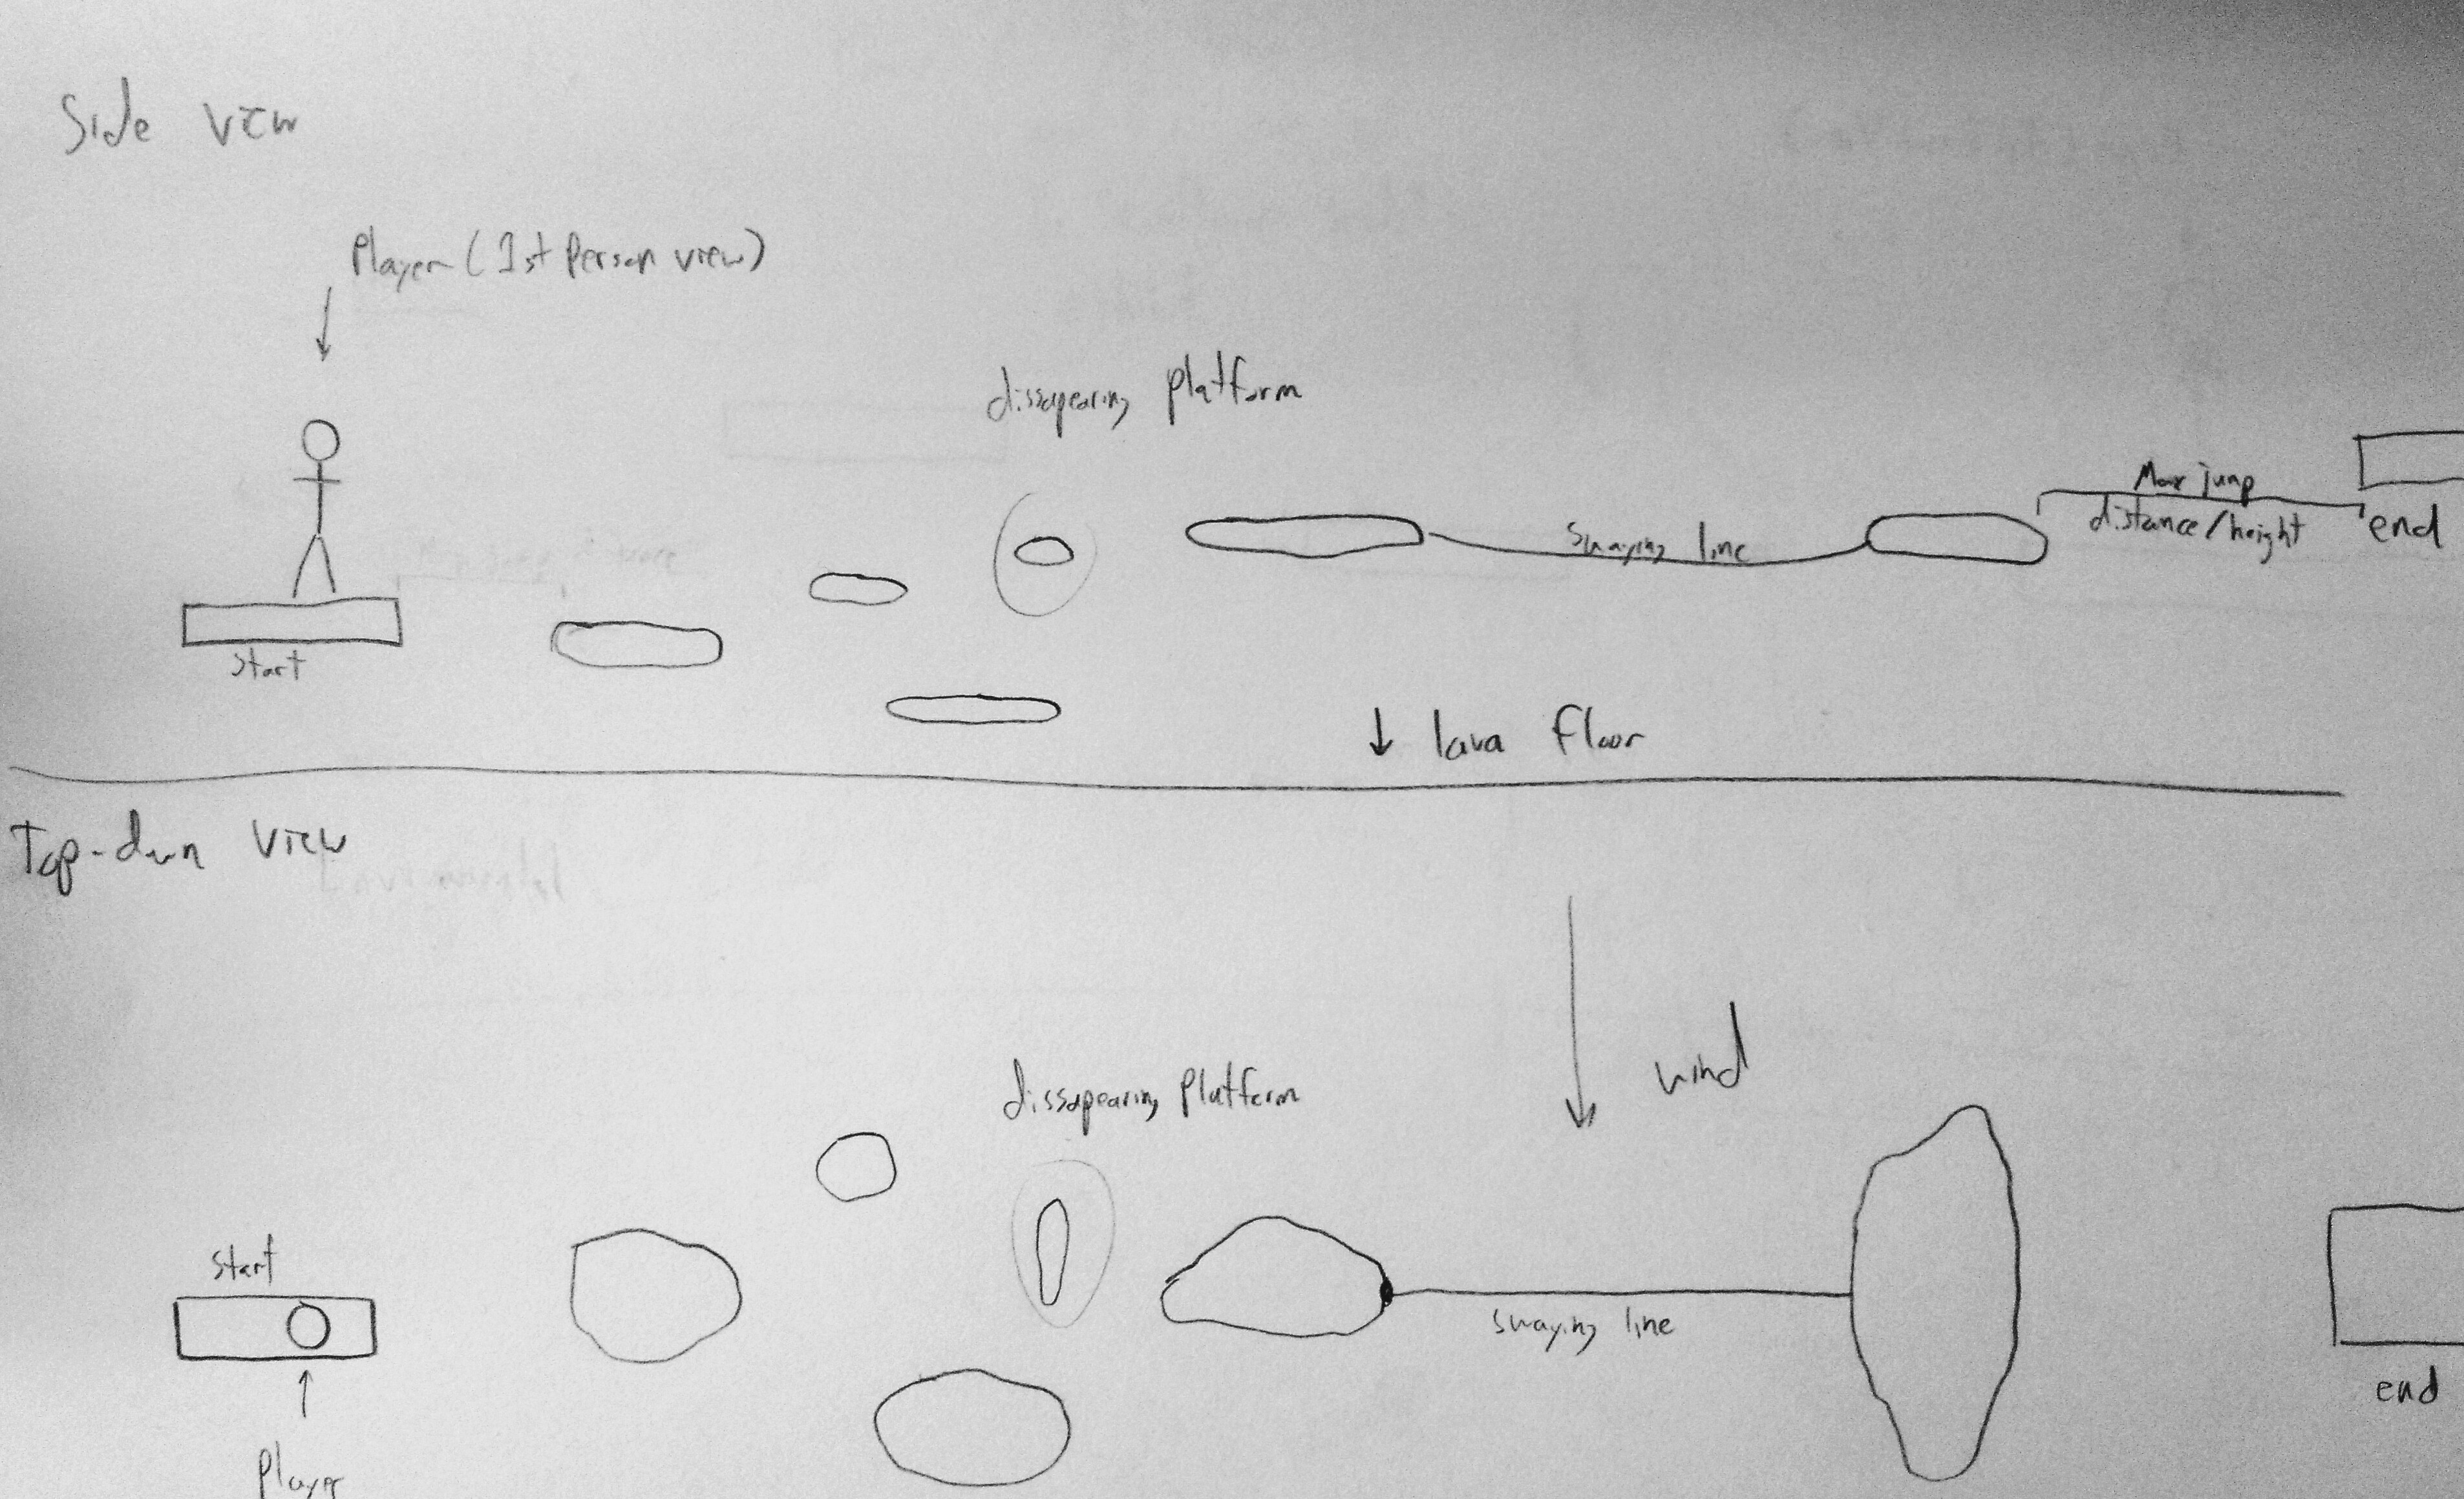 Side view
Player (1st Person view)
dissapearing platform
Max jump
distance/height
end
swaying line
start
↓ lava floor
Top-down view
wind
dissapearing platform
start
swaying line
end
Player